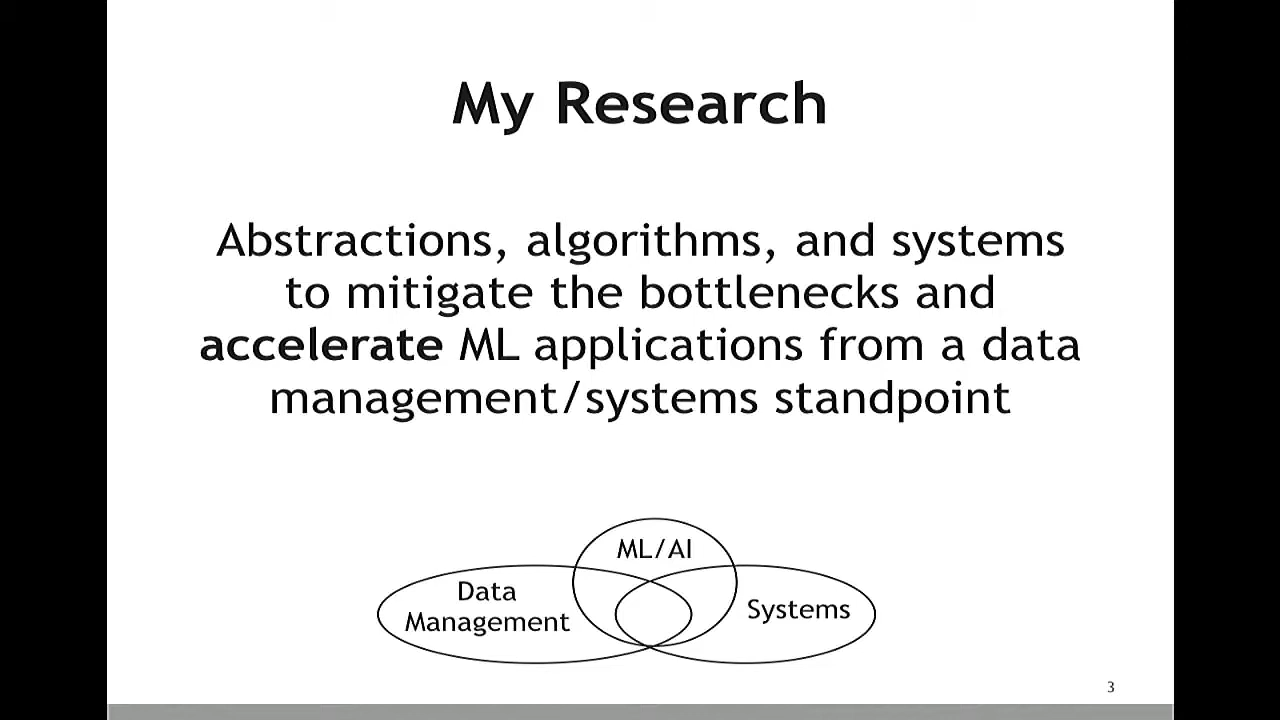 My Research
Abstractions, algorithms, and systems
to mitigate the bottlenecks and
accelerate ML applications from a data
management/systems standpoint
ML/AI
Data
Management
Systems
3